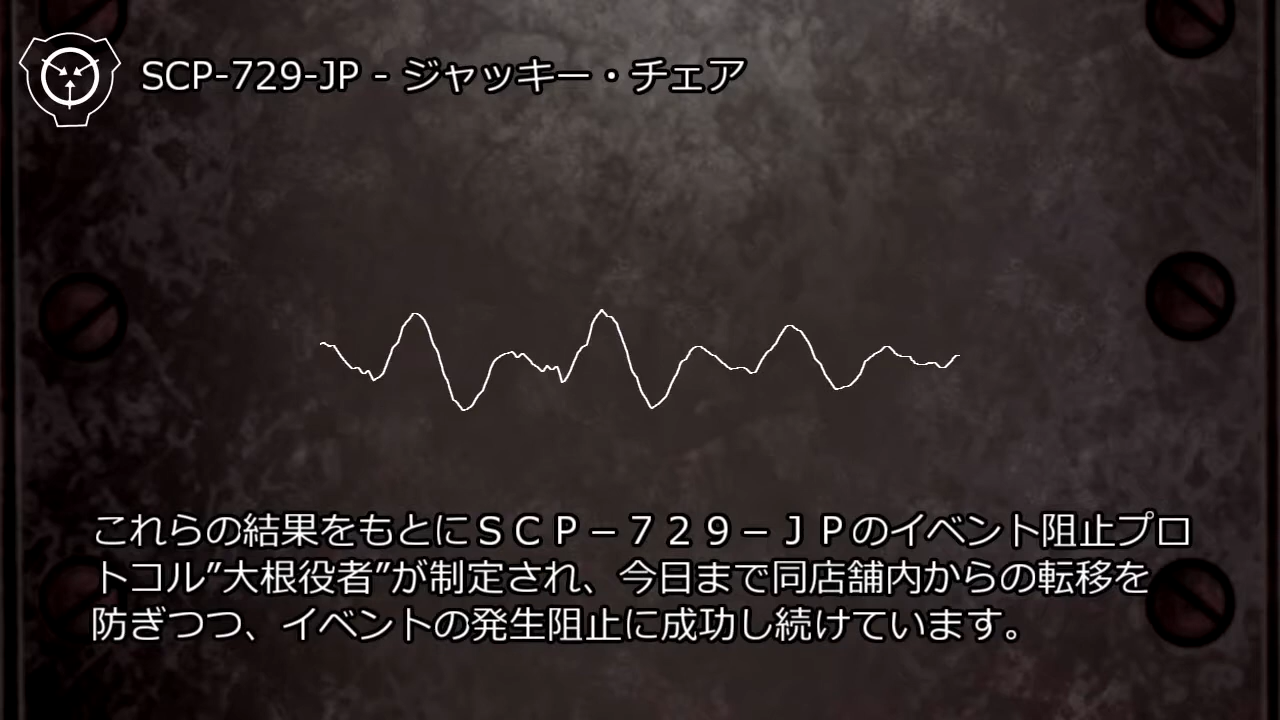 SCP-729-JP - ジャッキー・チェア
これらの結果をもとにＳＣＰ－７２９－ＪＰのイベント阻止プロ
トコル”大根役者”が制定され、今日まで同店舗内からの転移を
防ぎつつ、イベントの発生阻止に成功し続けています。